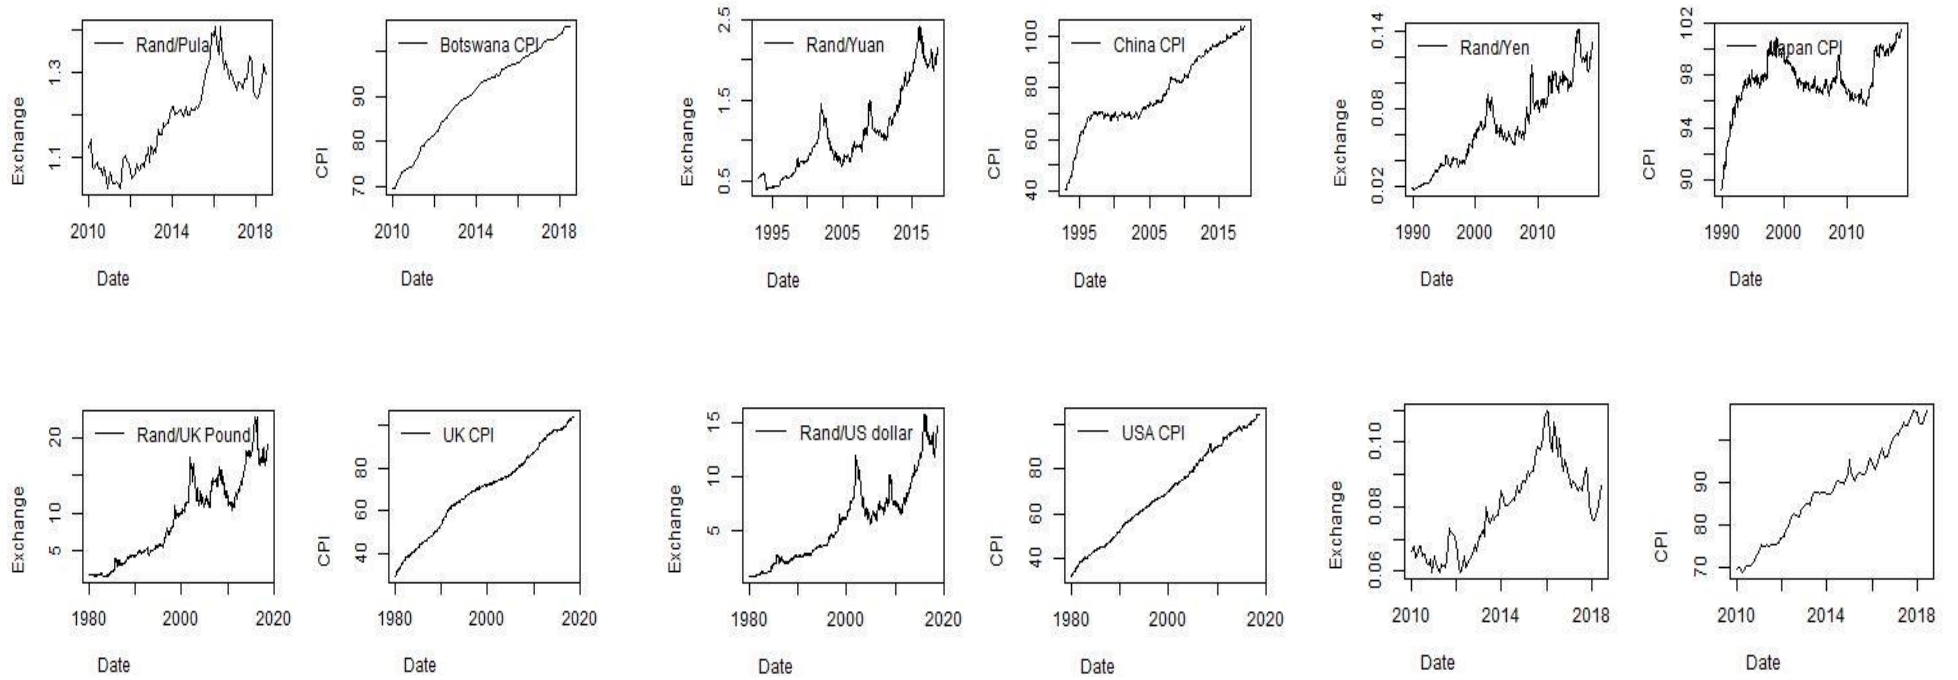 Rand/Pula
Exchange
1.1
1.3
2010
2014
2018
Date
Botswana CPI
CPI
70
80
90
2010
2014
2018
Date
Rand/Yuan
Exchange
0.5
1.5
2.5
1995
2005
2015
Date
China CPI
CPI
40
60
80
100
1995
2005
2015
Date
Rand/Yen
Exchange
0.02
0.08
0.14
1990
2000
2010
Date
Japan CPI
CPI
90
94
98
102
1990
2000
2010
Date
Rand/UK Pound
Exchange
5
10
20
1980
2000
2020
Date
UK CPI
CPI
40
60
80
1980
2000
2020
Date
Rand/US dollar
Exchange
5
10
15
1980
2000
2020
Date
USA CPI
CPI
40
60
80
1980
2000
2020
Date
Exchange
0.06
0.08
0.10
2010
2014
2018
Date
CPI
70
80
90
2010
2014
2018
Date